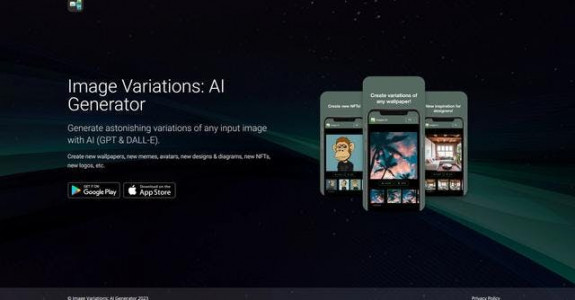 Image Variations: AI
Generator
Generate astonishing variations of any input image
with AI (GPT & DALL-E).
Create new wallpapers, new memes, avatars, new designs & diagrams, new NFTs,
new logos, etc.
GET IT ON
Google Play
Download on the
App Store
Create new NFTs!
Create variations of
any wallpaper!
New inspiration for
designers!
© Image Variations: AI Generator 2023
Privacy Policy